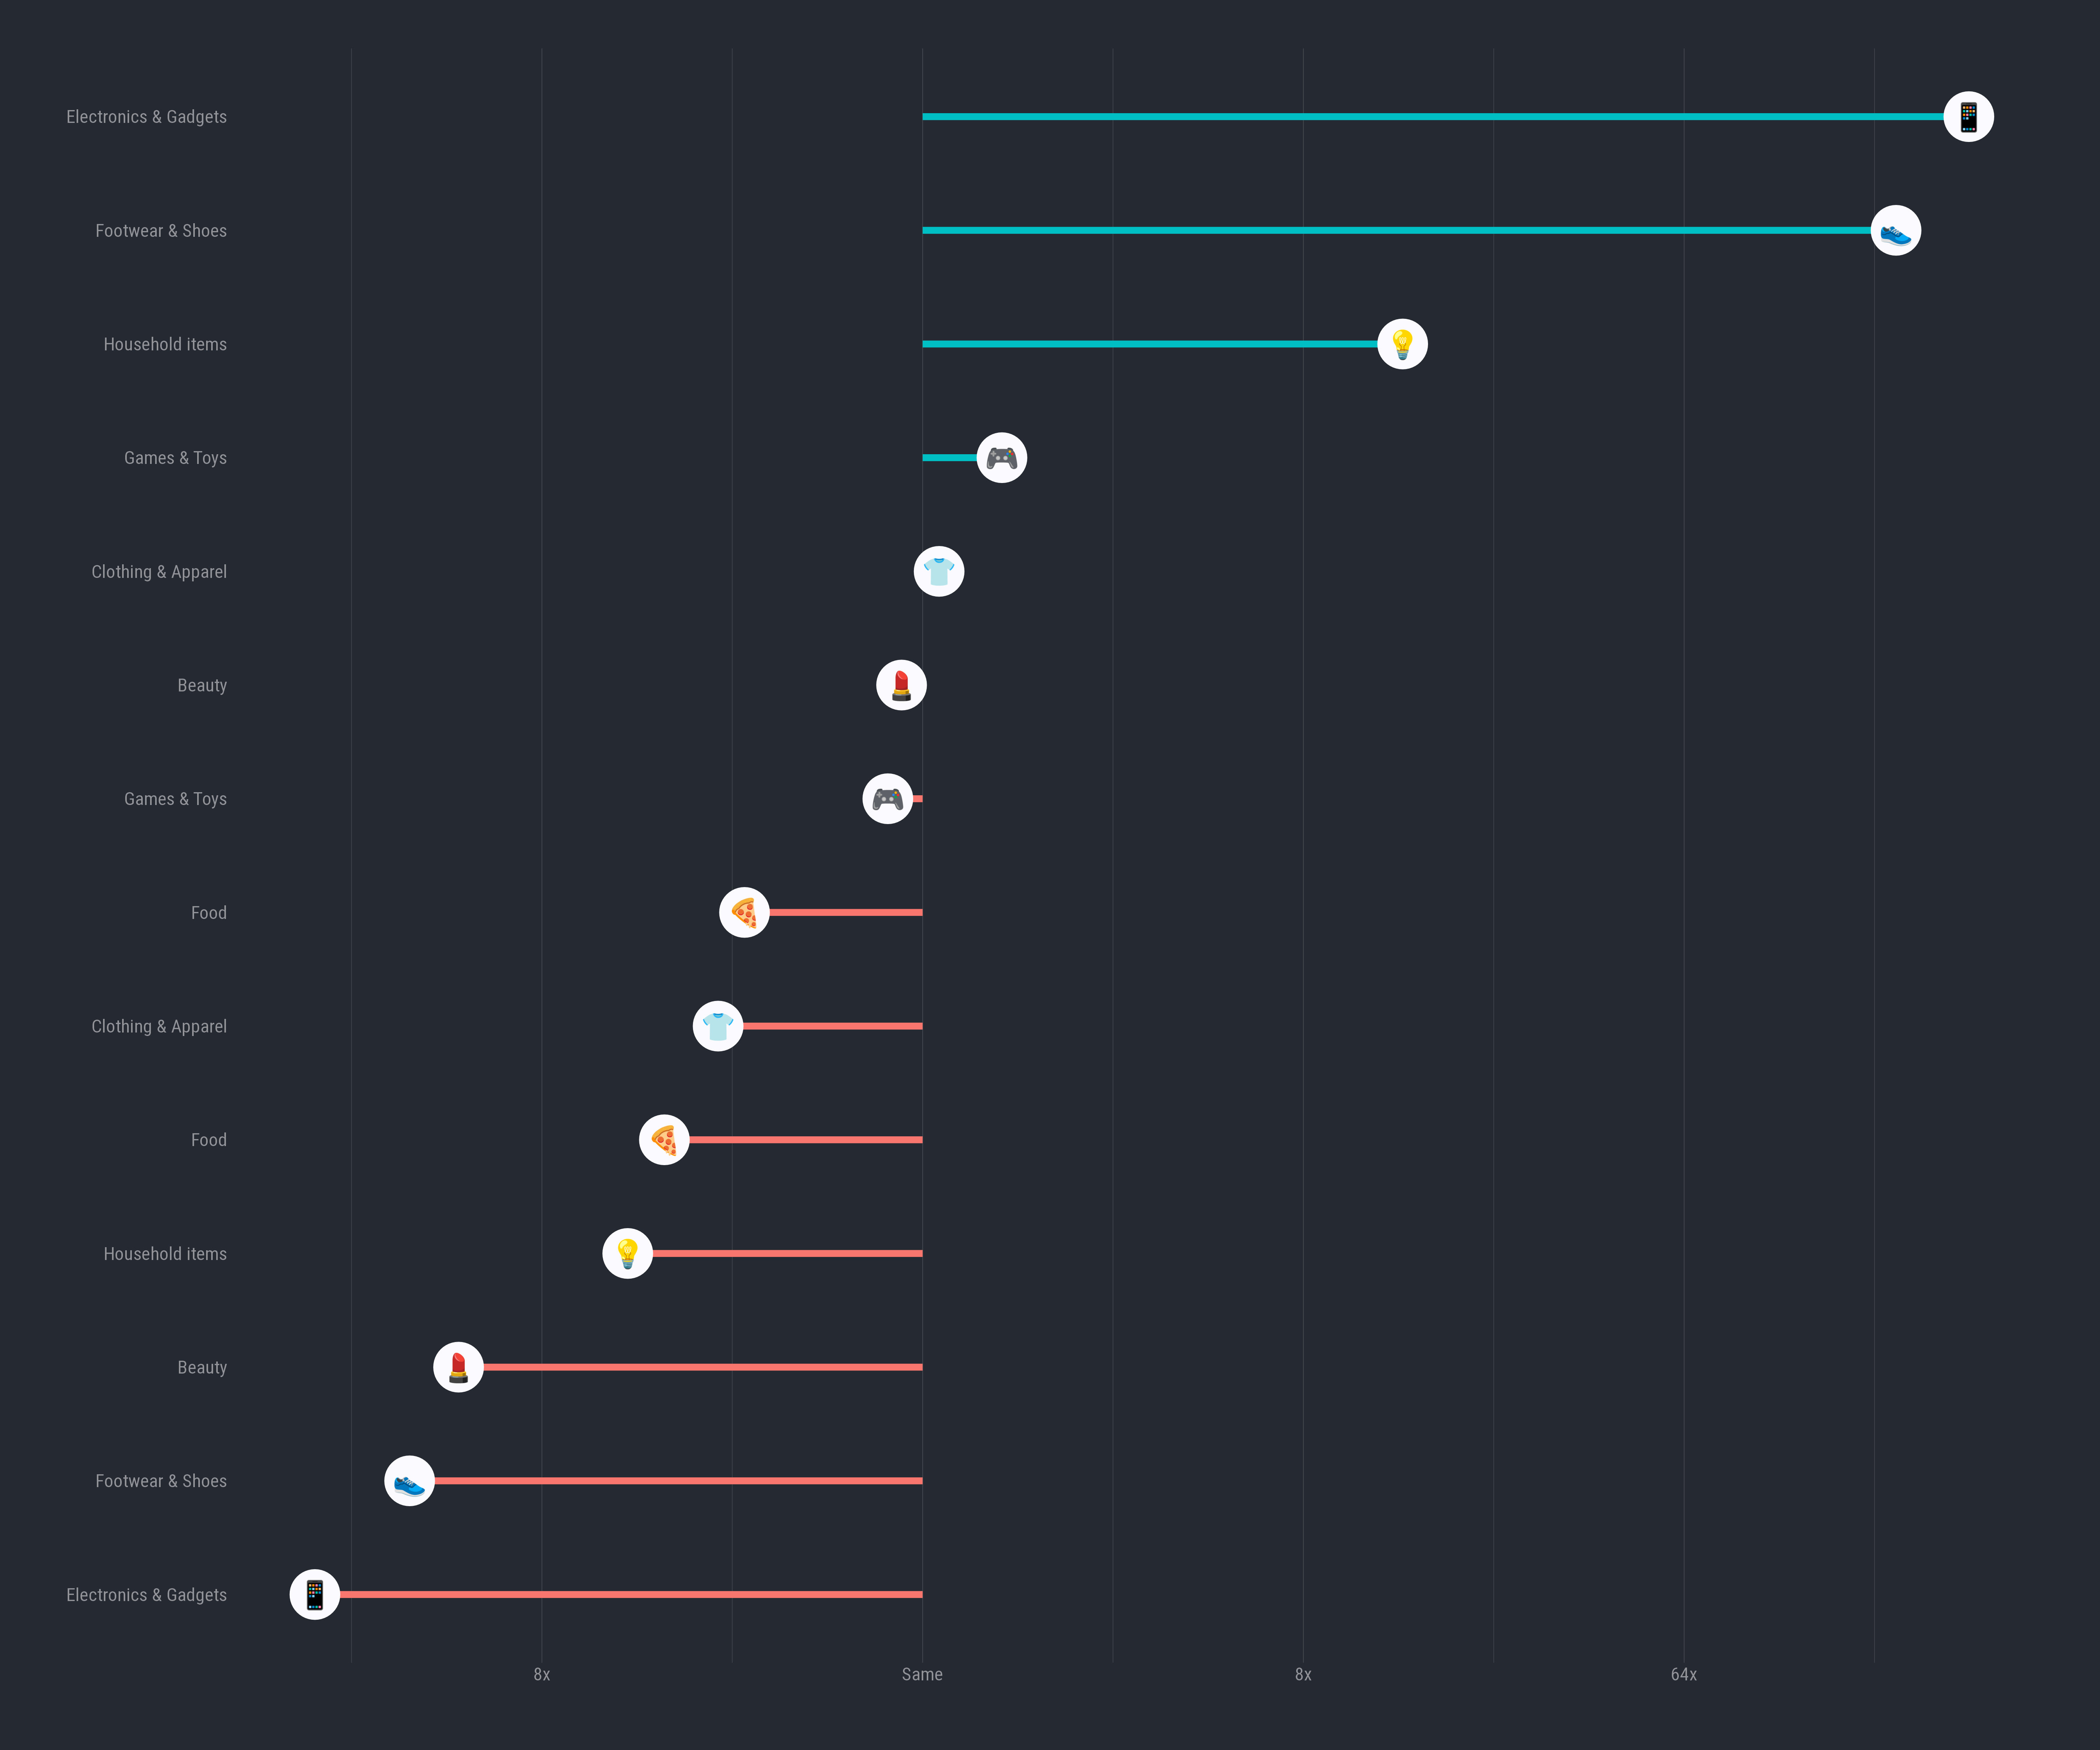 Electronics & Gadgets
Footwear & Shoes
Household items
Games & Toys
Clothing & Apparel
Beauty
Games & Toys
Food
Clothing & Apparel
Food
Household items
Beauty
Footwear & Shoes
Electronics & Gadgets
8x Same 8x 64x